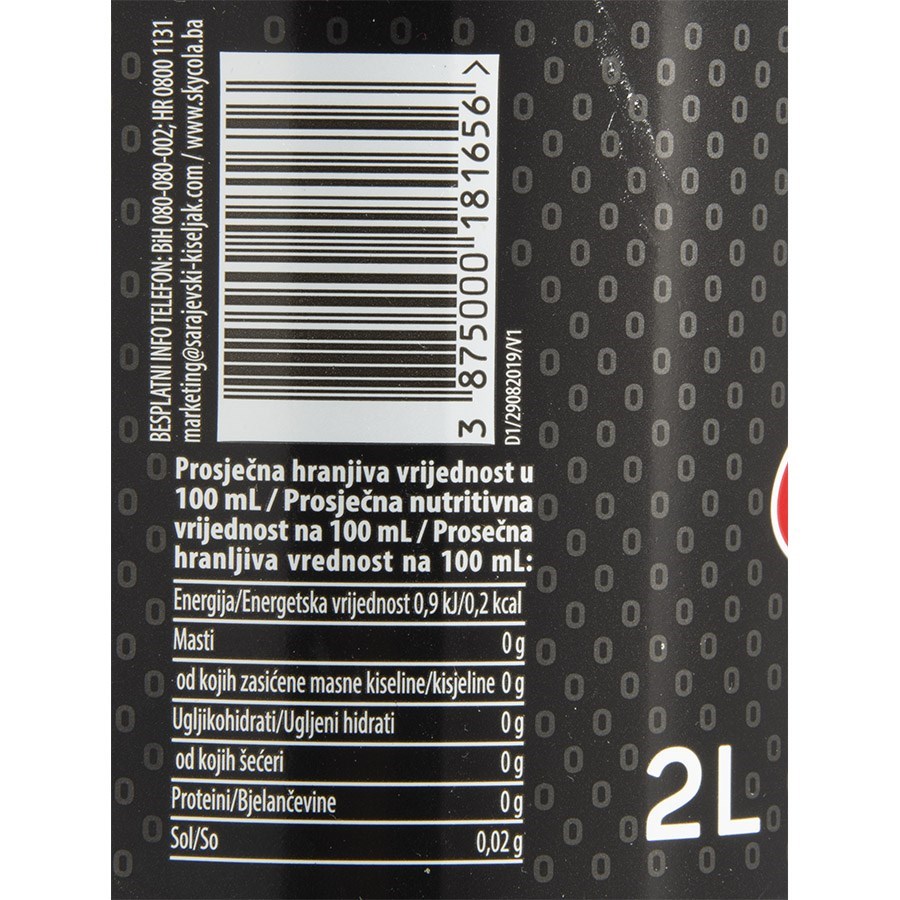 BESPLATNI INFO TELEFON: BiH 080-080-002; HR 0800 1131
marketing@sarajevski-kiseljak.com / www.skycola.ba
3 875000 181656 >
D1/29082019/V1
Prosječna hranjiva vrijednost u
100 mL / Prosječna nutritivna
vrijednost na 100 mL / Prosečna
hranljiva vrednost na 100 mL:
Energija/Energetska vrijednost 0,9 kJ/0,2 kcal
Masti 0 g
od kojih zasićene masne kiseline/kisjeline 0 g
Ugljikohidrati/Ugljeni hidrati 0 g
od kojih šećeri 0 g
Proteini/Bjelančevine 0 g
Sol/So 0,02 g
2L